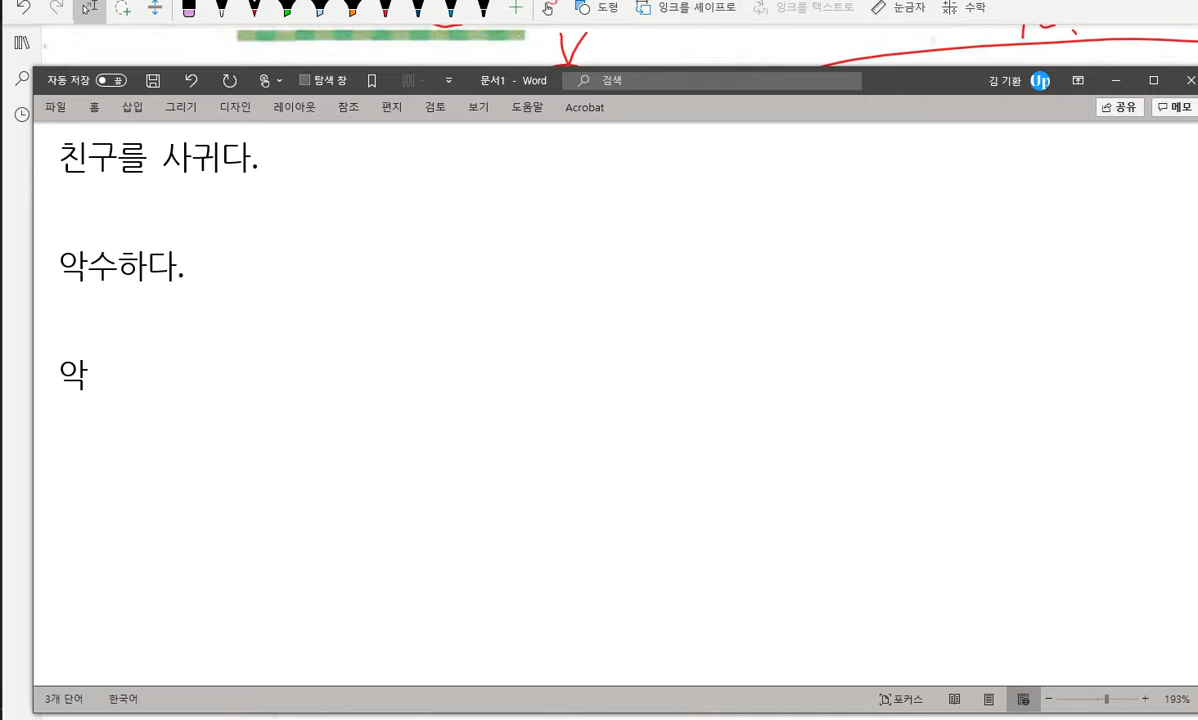 도형 잉크를 셰이프로 잉크를 텍스트로 눈금자 수학
자동 저장 끔 탐색 창 문서1 - Word 검색 김 기환 Up
파일 홈 삽입 그리기 디자인 레이아웃 참조 편지 검토 보기 도움말 Acrobat 공유 메모
친구를 사귀다.
악수하다.
악
3개 단어 한국어 포커스 193%